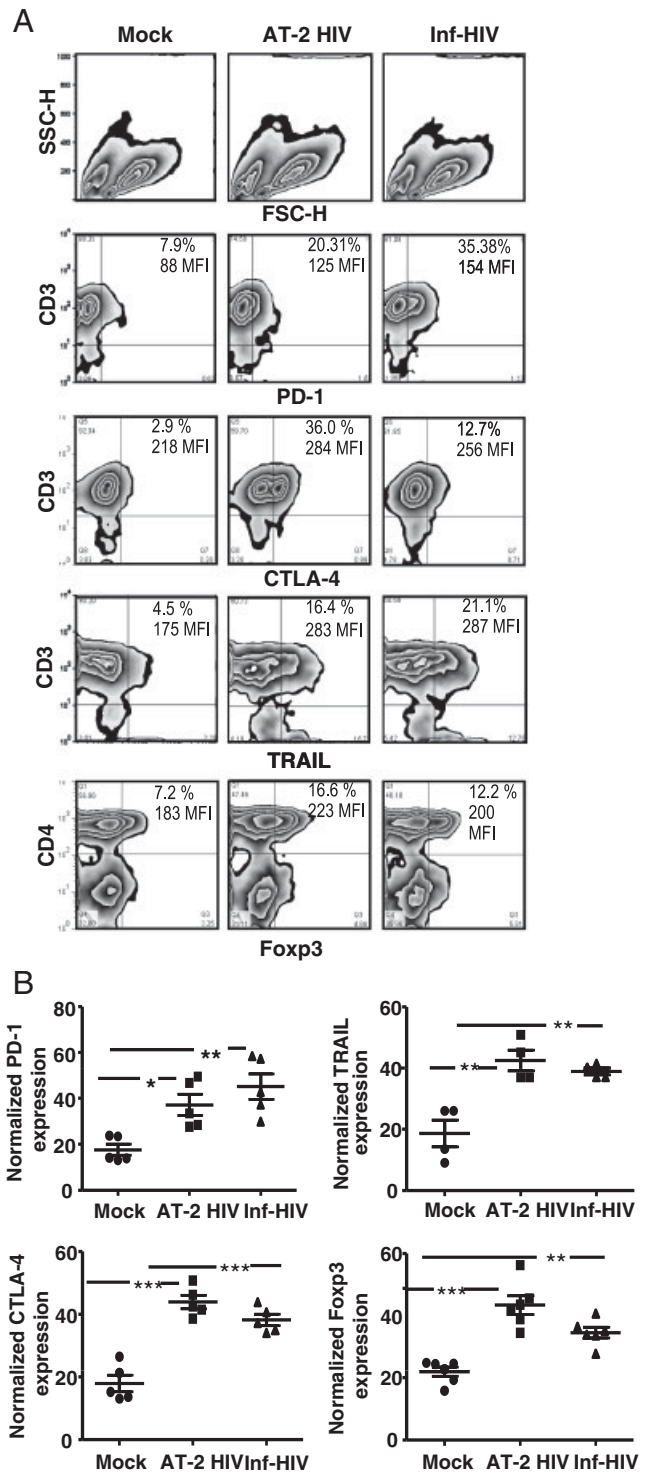 A
Mock AT-2 HIV Inf-HIV
SSC-H
1000
800
600
400
200
FSC-H
CD3
7.9%
88 MFI
20.31%
125 MFI
35.38%
154 MFI
PD-1
CD3
2.9 %
218 MFI
36.0 %
284 MFI
12.7%
256 MFI
CTLA-4
CD3
4.5 %
175 MFI
16.4 %
283 MFI
21.1%
287 MFI
TRAIL
CD4
7.2 %
183 MFI
16.6 %
223 MFI
12.2 %
200
MFI
Foxp3
B
Normalized PD-1
expression
80
60
40
20
0
*
**
Mock AT-2 HIV Inf-HIV
Normalized TRAIL
expression
60
40
20
0
**
**
Mock AT-2 HIV Inf-HIV
Normalized CTLA-4
expression
60
40
20
0
***
***
Mock AT-2 HIV Inf-HIV
Normalized Foxp3
expression
60
40
20
0
***
**
Mock AT-2 HIV Inf-HIV